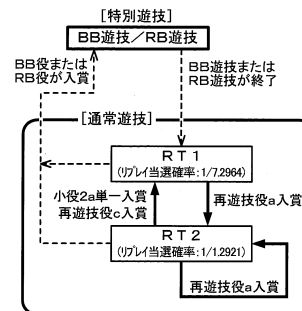 [特別遊技]
BB遊技／RB遊技
BB役または
RB役が入賞
BB遊技または
RB遊技が終了
[通常遊技]
RT1
(リプレイ当選確率:1/7.2964)
小役2a単一入賞
再遊技役c入賞
再遊技役a入賞
RT2
(リプレイ当選確率:1/1.2921)
再遊技役a入賞